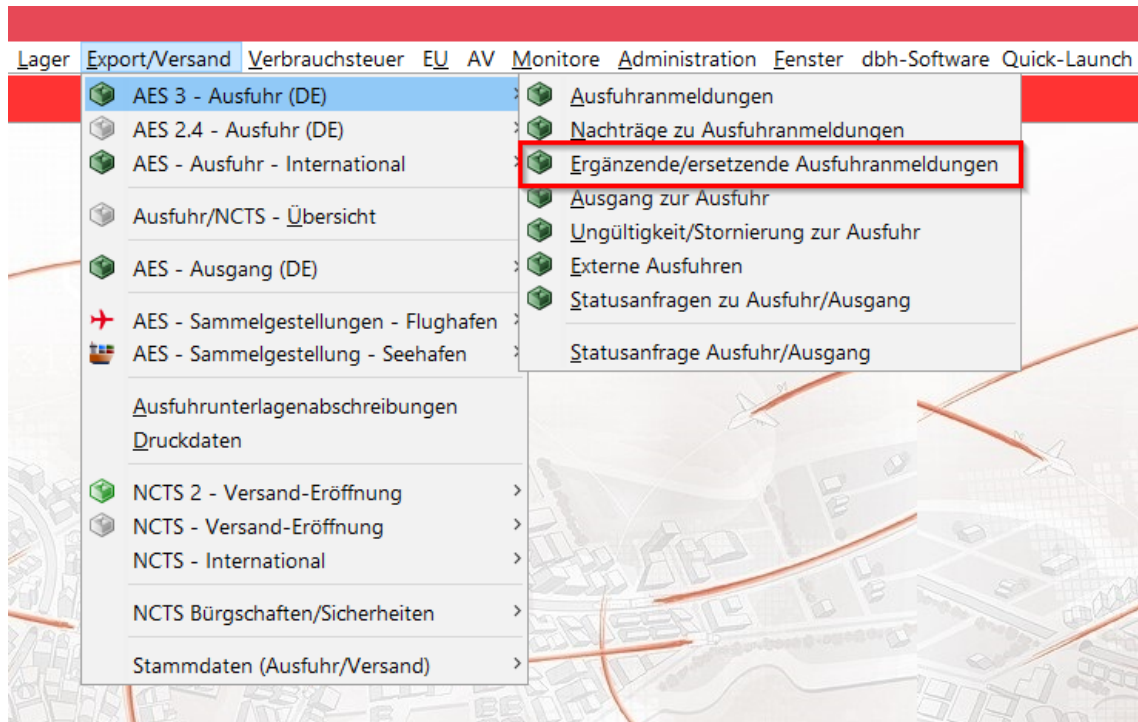 Lager Export/Versand Verbrauchsteuer EU AV Monitore Administration Fenster dbh-Software Quick-Launch
AES 3 - Ausfuhr (DE)
AES 2.4 - Ausfuhr (DE)
AES - Ausfuhr - International
Ausfuhr/NCTS - Übersicht
AES - Ausgang (DE)
AES - Sammelgestellungen - Flughafen
AES - Sammelgestellung - Seehafen
Ausfuhrunterlagenabschreibungen
Druckdaten
NCTS 2 - Versand-Eröffnung
NCTS - Versand-Eröffnung
NCTS - International
NCTS Bürgschaften/Sicherheiten
Stammdaten (Ausfuhr/Versand)
Ausfuhranmeldungen
Nachträge zu Ausfuhranmeldungen
Ergänzende/ersetzende Ausfuhranmeldungen
Ausgang zur Ausfuhr
Ungültigkeit/Stornierung zur Ausfuhr
Externe Ausfuhren
Statusanfragen zu Ausfuhr/Ausgang
Statusanfrage Ausfuhr/Ausgang